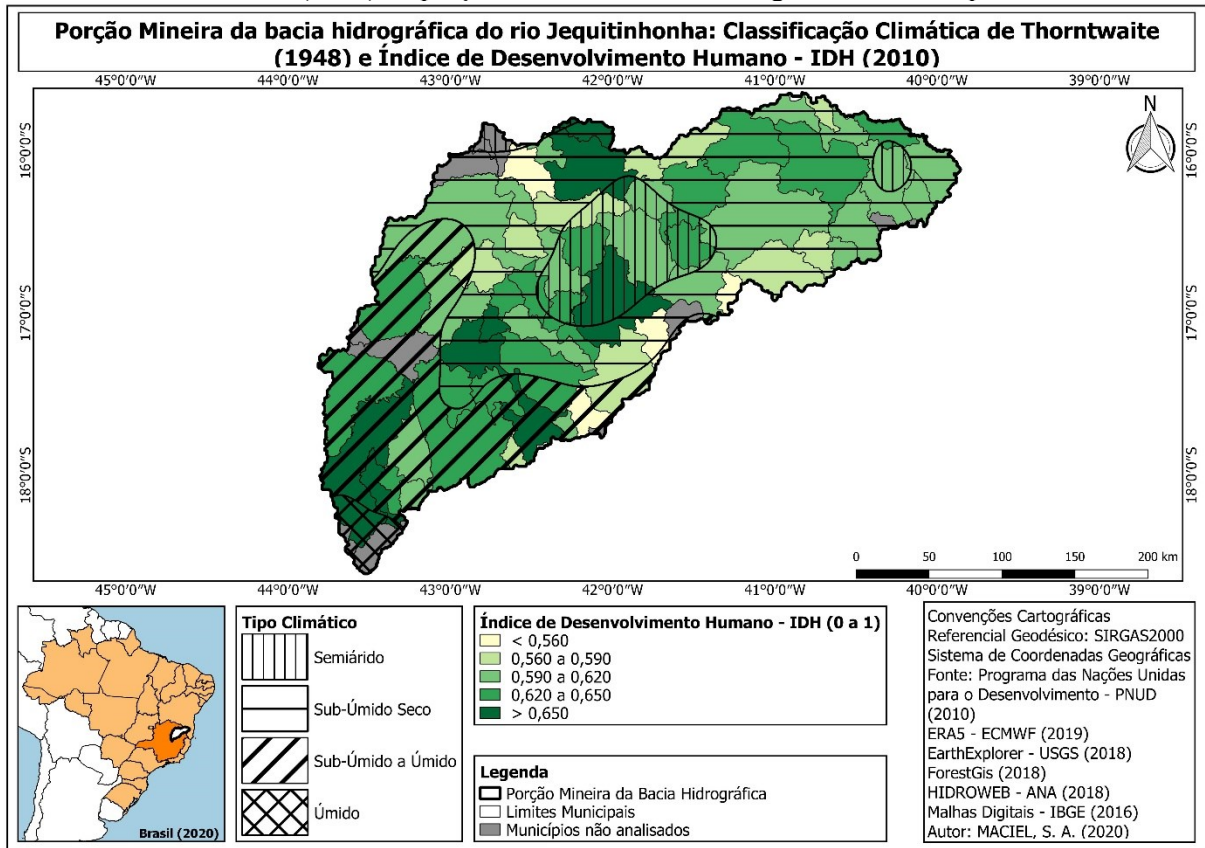 Porção Mineira da bacia hidrográfica do rio Jequitinhonha: Classificação Climática de Thorntwaite
(1948) e Índice de Desenvolvimento Humano - IDH (2010)
45°0'0"W 44°0'0"W 43°0'0"W 42°0'0"W 41°0'0"W 40°0'0"W 39°0'0"W
N
16°0'0"S 16°0'0"S
17°0'0"S 17°0'0"S
18°0'0"S 18°0'0"S
0 50 100 150 200 km
45°0'0"W 44°0'0"W 43°0'0"W 42°0'0"W 41°0'0"W 40°0'0"W 39°0'0"W
Brasil (2020)
Tipo Climático
Semiárido
Sub-Úmido Seco
Sub-Úmido a Úmido
Úmido
Índice de Desenvolvimento Humano - IDH (0 a 1)
< 0,560
0,560 a 0,590
0,590 a 0,620
0,620 a 0,650
> 0,650
Legenda
Porção Mineira da Bacia Hidrográfica
Limites Municipais
Municípios não analisados
Convenções Cartográficas
Referencial Geodésico: SIRGAS2000
Sistema de Coordenadas Geográficas
Fonte: Programa das Nações Unidas
para o Desenvolvimento - PNUD
(2010)
ERA5 - ECMWF (2019)
EarthExplorer - USGS (2018)
ForestGis (2018)
HIDROWEB - ANA (2018)
Malhas Digitais - IBGE (2016)
Autor: MACIEL, S. A. (2020)